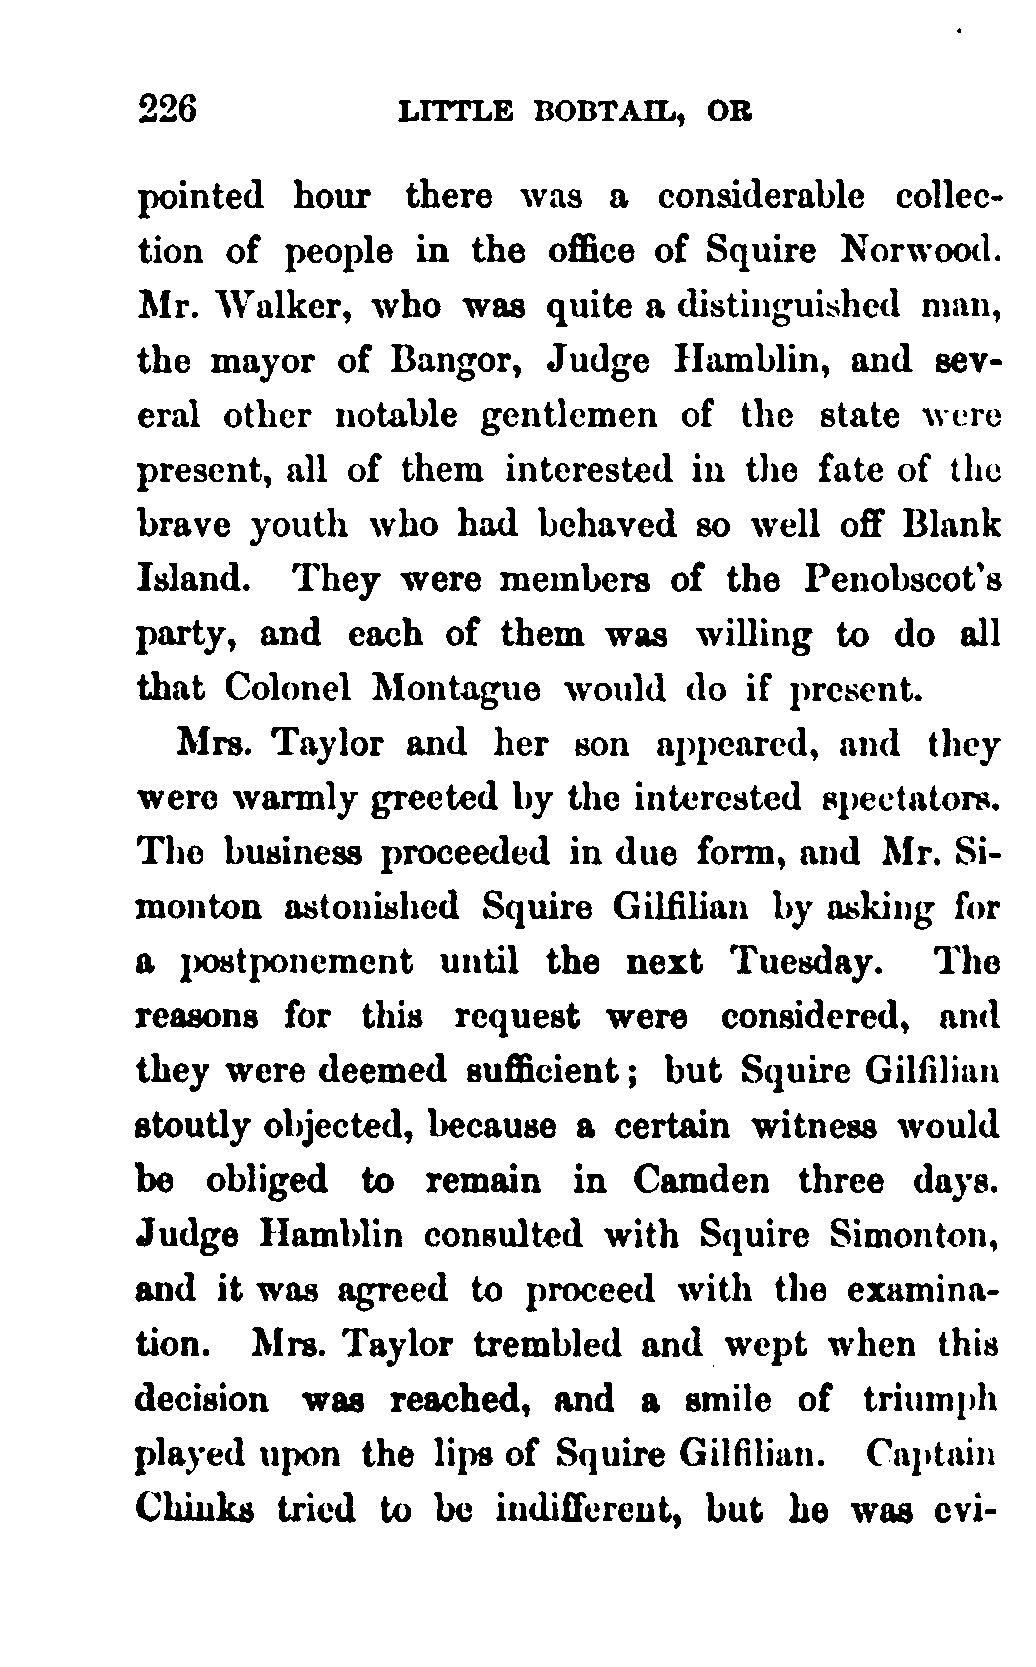 226 LITTLE BOBTAIL, OR
pointed hour there was a considerable collec-
tion of people in the office of Squire Norwood.
Mr. Walker, who was quite a distinguished man,
the mayor of Bangor, Judge Hamblin, and sev-
eral other notable gentlemen of the state were
present, all of them interested in the fate of the
brave youth who had behaved so well off Blank
Island. They were members of the Penobscot's
party, and each of them was willing to do all
that Colonel Montague would do if present.
Mrs. Taylor and her son appeared, and they
were warmly greeted by the interested spectators.
The business proceeded in due form, and Mr. Si-
monton astonished Squire Gilfilian by asking for
a postponement until the next Tuesday. The
reasons for this request were considered, and
they were deemed sufficient; but Squire Gilfilian
stoutly objected, because a certain witness would
be obliged to remain in Camden three days.
Judge Hamblin consulted with Squire Simonton,
and it was agreed to proceed with the examina-
tion. Mrs. Taylor trembled and wept when this
decision was reached, and a smile of triumph
played upon the lips of Squire Gilfilian. Captain
Chinks tried to be indifferent, but he was evi-